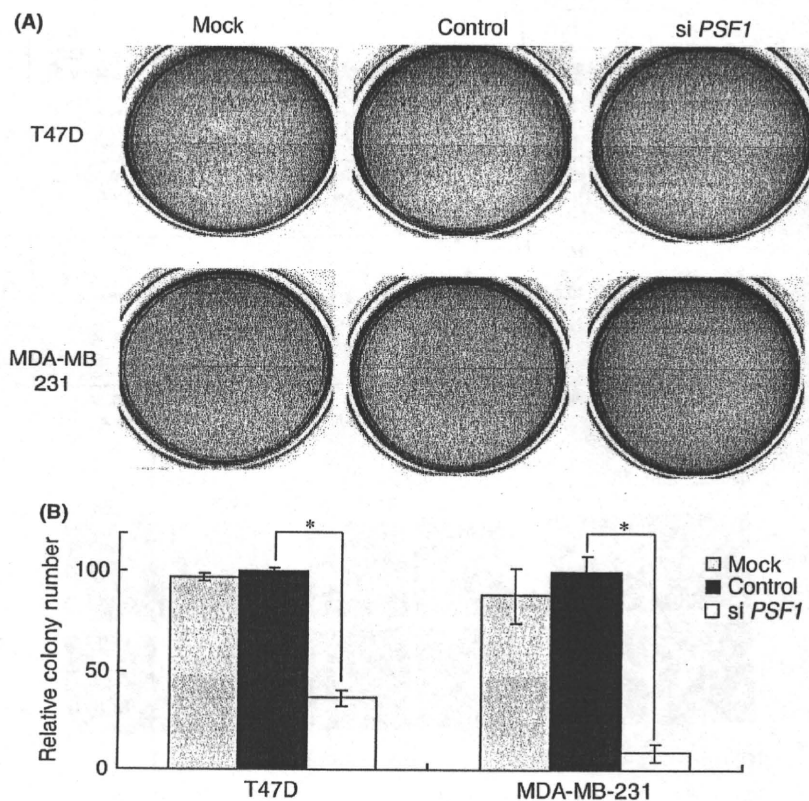 (A)
Mock Control si PSF1
T47D
MDA-MB
231
(B)
Relative colony number
100
50
0
* *
Mock
Control
si PSF1
T47D MDA-MB-231